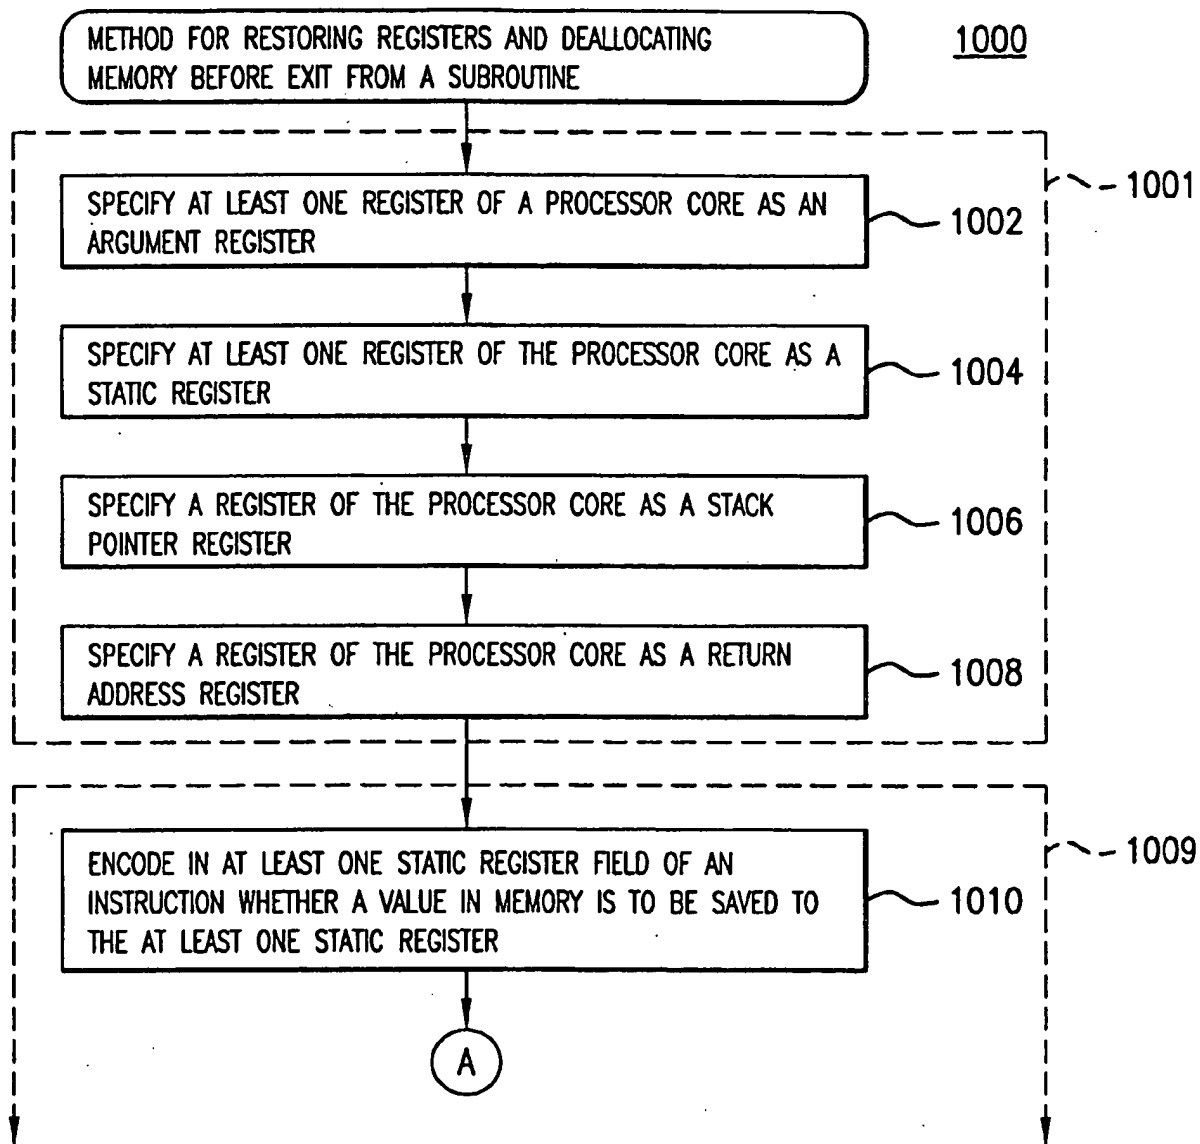 METHOD FOR RESTORING REGISTERS AND DEALLOCATING
MEMORY BEFORE EXIT FROM A SUBROUTINE
1000
1001
SPECIFY AT LEAST ONE REGISTER OF A PROCESSOR CORE AS AN
ARGUMENT REGISTER
1002
SPECIFY AT LEAST ONE REGISTER OF THE PROCESSOR CORE AS A
STATIC REGISTER
1004
SPECIFY A REGISTER OF THE PROCESSOR CORE AS A STACK
POINTER REGISTER
1006
SPECIFY A REGISTER OF THE PROCESSOR CORE AS A RETURN
ADDRESS REGISTER
1008
1009
ENCODE IN AT LEAST ONE STATIC REGISTER FIELD OF AN
INSTRUCTION WHETHER A VALUE IN MEMORY IS TO BE SAVED TO
THE AT LEAST ONE STATIC REGISTER
1010
A